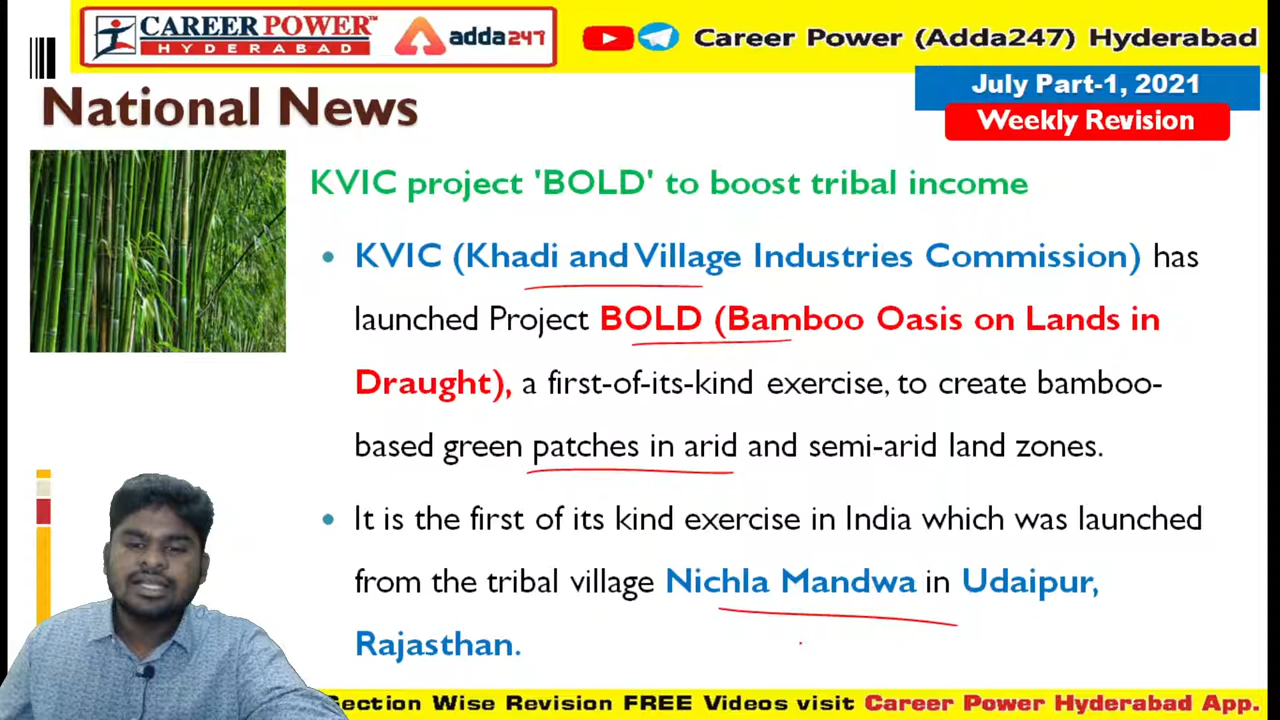 CAREER POWER™
HYDERABAD
adda247
Career Power (Adda247) Hyderabad
July Part-1, 2021
Weekly Revision
National News
KVIC project 'BOLD' to boost tribal income
• KVIC (Khadi and Village Industries Commission) has
launched Project BOLD (Bamboo Oasis on Lands in
Draught), a first-of-its-kind exercise, to create bamboo-
based green patches in arid and semi-arid land zones.
• It is the first of its kind exercise in India which was launched
from the tribal village Nichla Mandwa in Udaipur,
Rajasthan.
Section Wise Revision FREE Videos visit Career Power Hyderabad App.